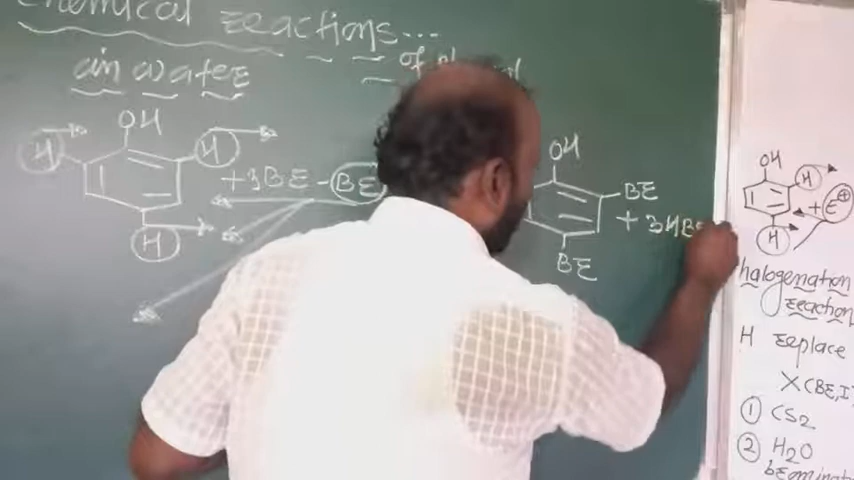 Chemical reactions...
in water
of
OH
H
H
H
+3Br - Br
OH
Br
Br
+ 3HBr
OH
H
H
+ E⊕
halogenation
reaction
H replace
X(Br, I)
① CS₂
② H₂O
bromination